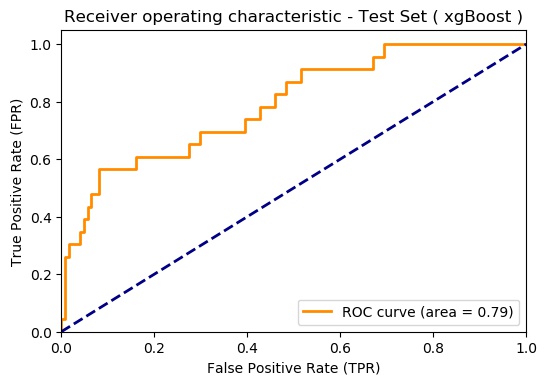 Receiver operating characteristic - Test Set ( xgBoost )
1.0
0.8
0.6
0.4
0.2
0.0
True Positive Rate (FPR)
ROC curve (area = 0.79)
0.0 0.2 0.4 0.6 0.8 1.0
False Positive Rate (TPR)